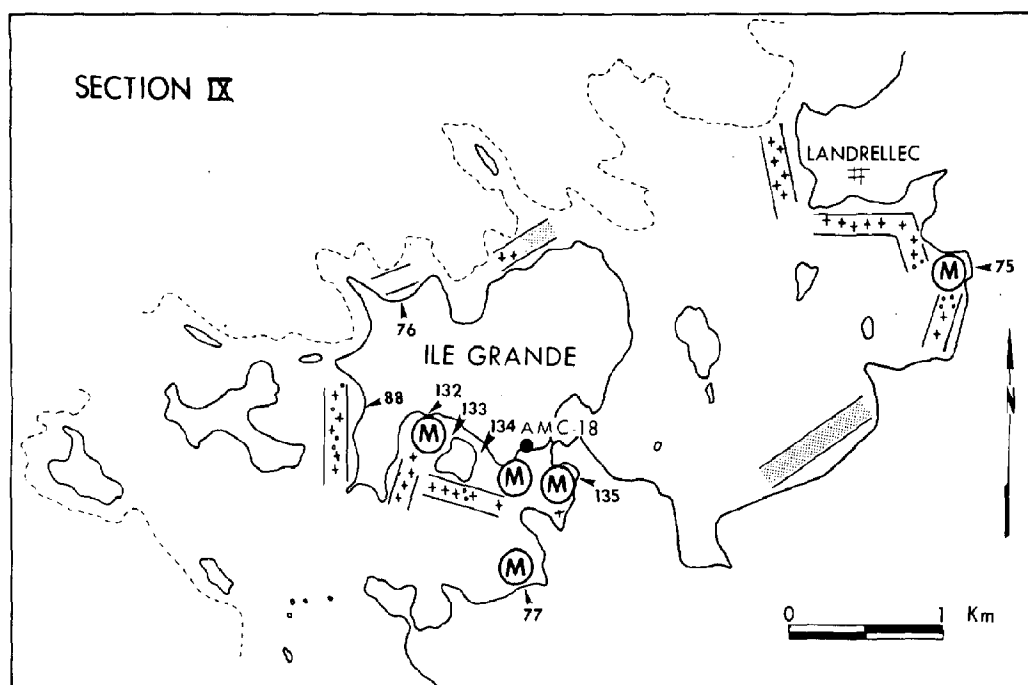 SECTION IX
LANDRELLEC
M
75
76
ILE GRANDE
88
132
133
134
AMC-18
M
M
M
135
M
77
N
0 1 Km